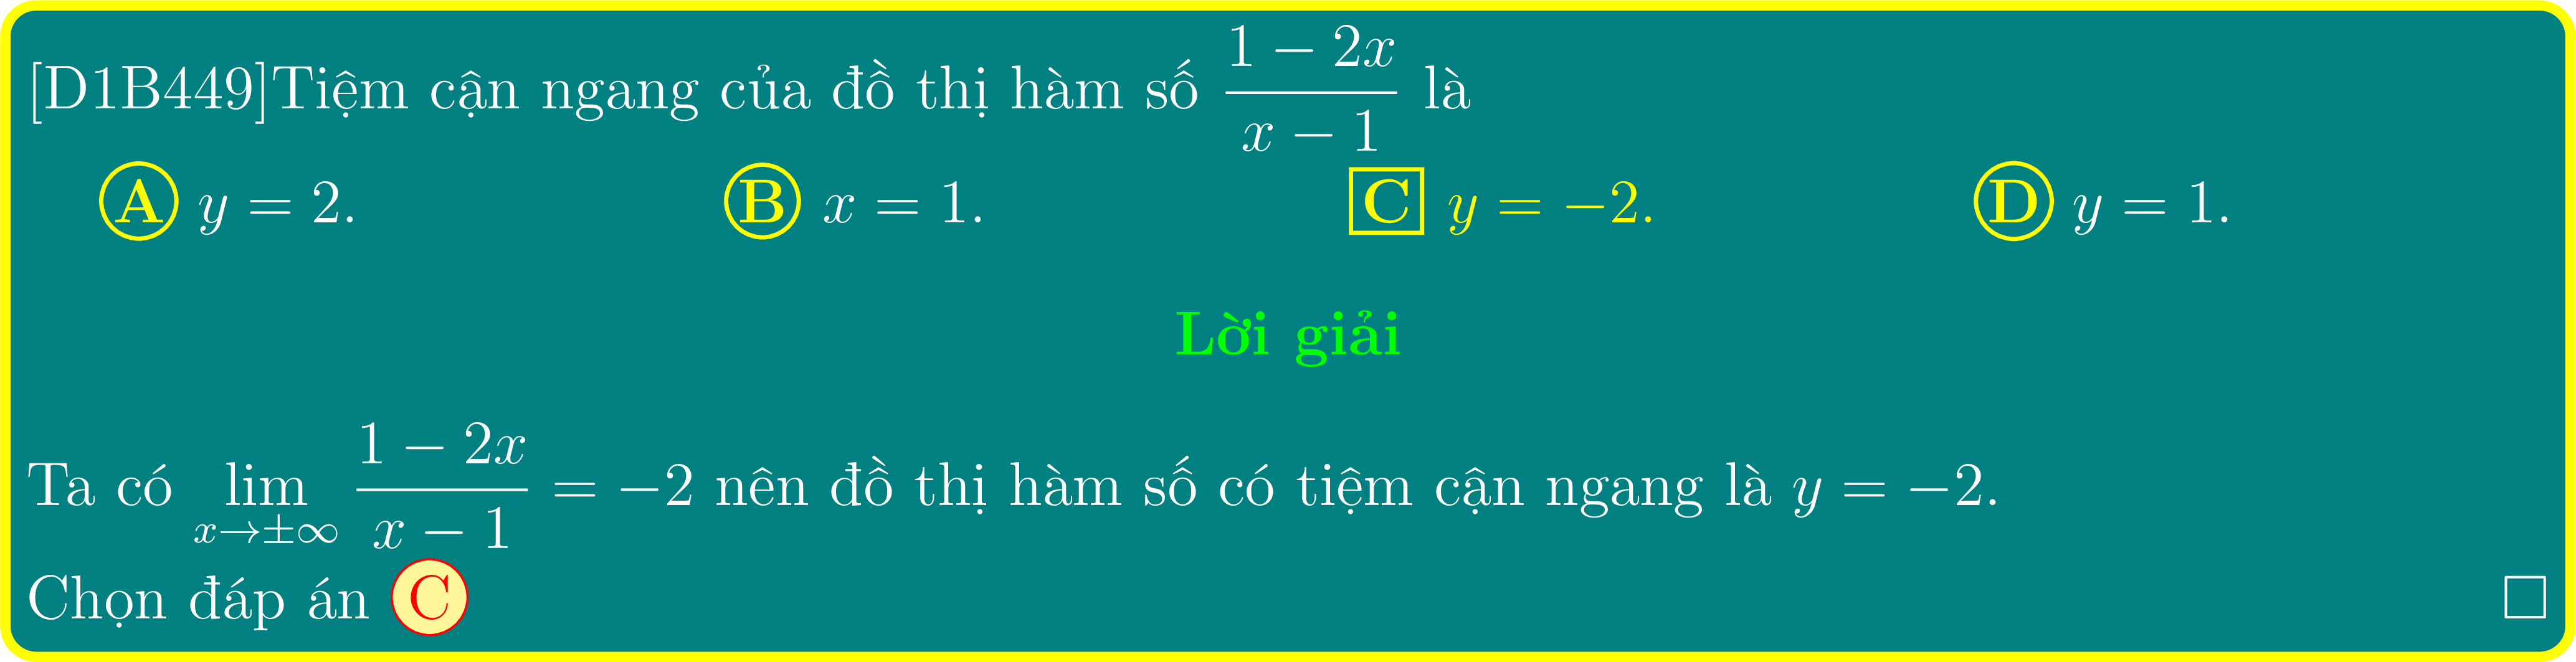 [D1B449]Tiệm cận ngang của đồ thị hàm số $\dfrac{1-2x}{x-1}$ là
A y = 2. B x = 1. C y = −2. D y = 1.
Lời giải
Ta có $\lim\limits_{x\to\pm\infty} \dfrac{1-2x}{x-1} = -2$ nên đồ thị hàm số có tiệm cận ngang là y = −2.
Chọn đáp án C □